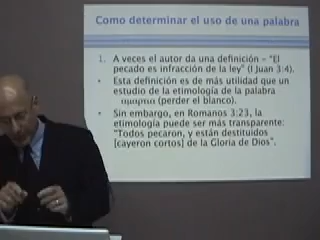 Como determinar el uso de una palabra
1. A veces el autor da una definición – "El
pecado es infracción de la ley" (I Juan 3:4).
• Esta definición es de más utilidad que un
estudio de la etimología de la palabra
αμαρτια (perder el blanco).
• Sin embargo, en Romanos 3:23, la
etimología puede ser más transparente:
"Todos pecaron, y están destituidos
[cayeron cortos] de la Gloria de Dios".